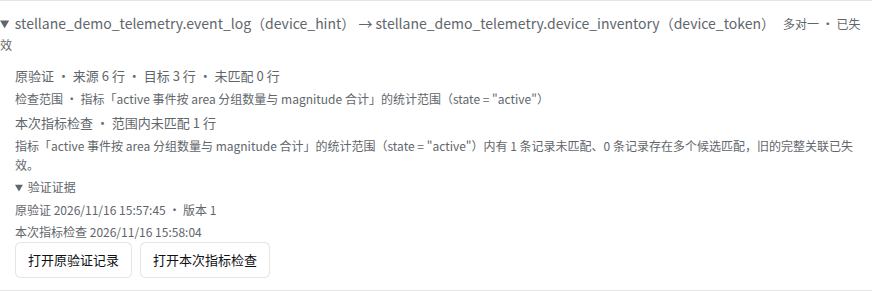 ▼ stellane_demo_telemetry.event_log（device_hint） → stellane_demo_telemetry.device_inventory（device_token） 多对一 · 已失
效
原验证 · 来源 6 行 · 目标 3 行 · 未匹配 0 行
检查范围 · 指标「active 事件按 area 分组数量与 magnitude 合计」的统计范围（state = "active"）
本次指标检查 · 范围内未匹配 1 行
指标「active 事件按 area 分组数量与 magnitude 合计」的统计范围（state = "active"）内有 1 条记录未匹配、0 条记录存在多个候选匹配，旧的完整关联已失
效。
▼ 验证证据
原验证 2026/11/16 15:57:45 · 版本 1
本次指标检查 2026/11/16 15:58:04
打开原验证记录 打开本次指标检查